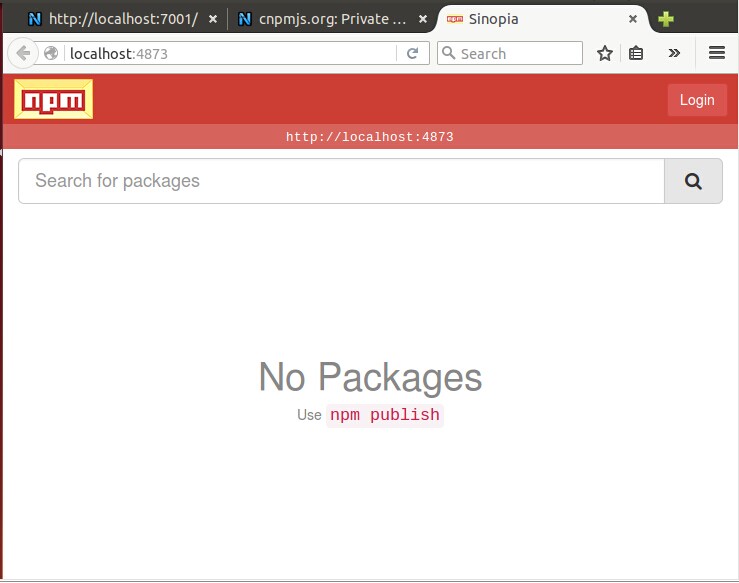 http://localhost:7001/
cnpmjs.org: Private ...
Sinopia
localhost:4873
Search
npm
Login
http://localhost:4873
Search for packages
No Packages
Use npm publish